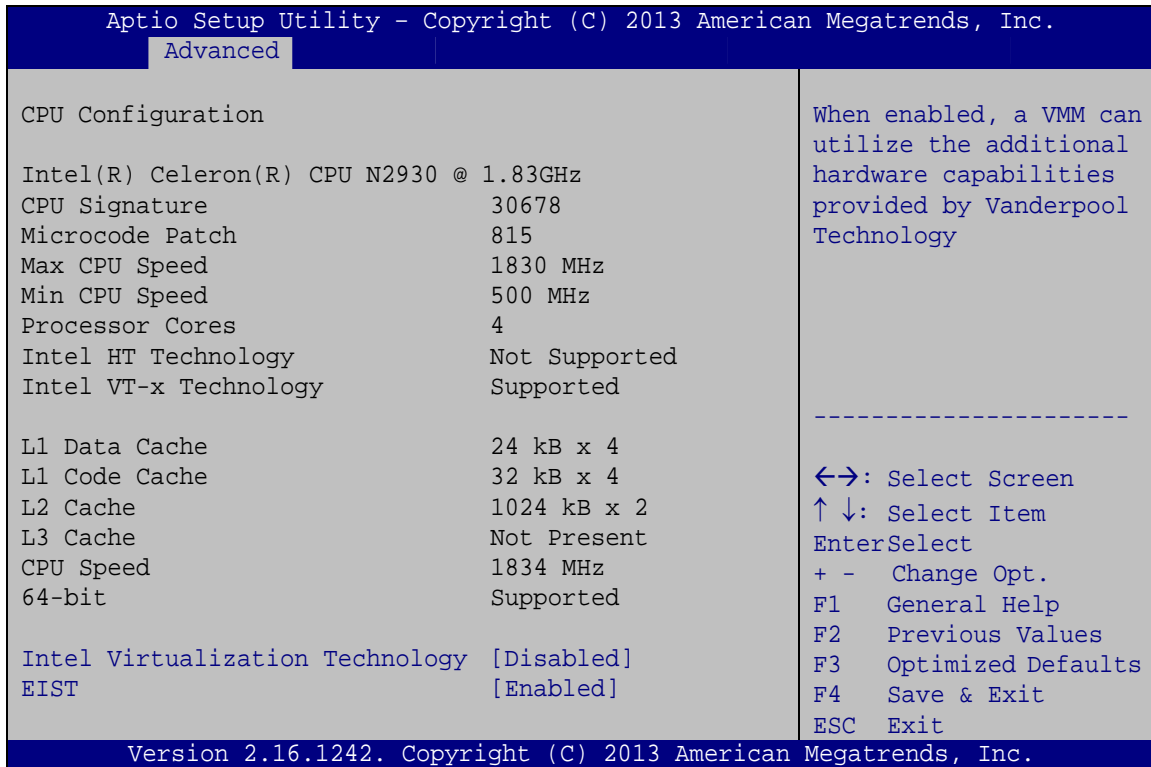 Aptio Setup Utility – Copyright (C) 2013 American Megatrends, Inc.
Advanced
CPU Configuration
Intel(R) Celeron(R) CPU N2930 @ 1.83GHz
CPU Signature 30678
Microcode Patch 815
Max CPU Speed 1830 MHz
Min CPU Speed 500 MHz
Processor Cores 4
Intel HT Technology Not Supported
Intel VT-x Technology Supported
L1 Data Cache 24 kB x 4
L1 Code Cache 32 kB x 4
L2 Cache 1024 kB x 2
L3 Cache Not Present
CPU Speed 1834 MHz
64-bit Supported
Intel Virtualization Technology [Disabled]
EIST [Enabled]
When enabled, a VMM can
utilize the additional
hardware capabilities
provided by Vanderpool
Technology
----------------------
←→: Select Screen
↑ ↓: Select Item
EnterSelect
+ - Change Opt.
F1 General Help
F2 Previous Values
F3 Optimized Defaults
F4 Save & Exit
ESC Exit
Version 2.16.1242. Copyright (C) 2013 American Megatrends, Inc.